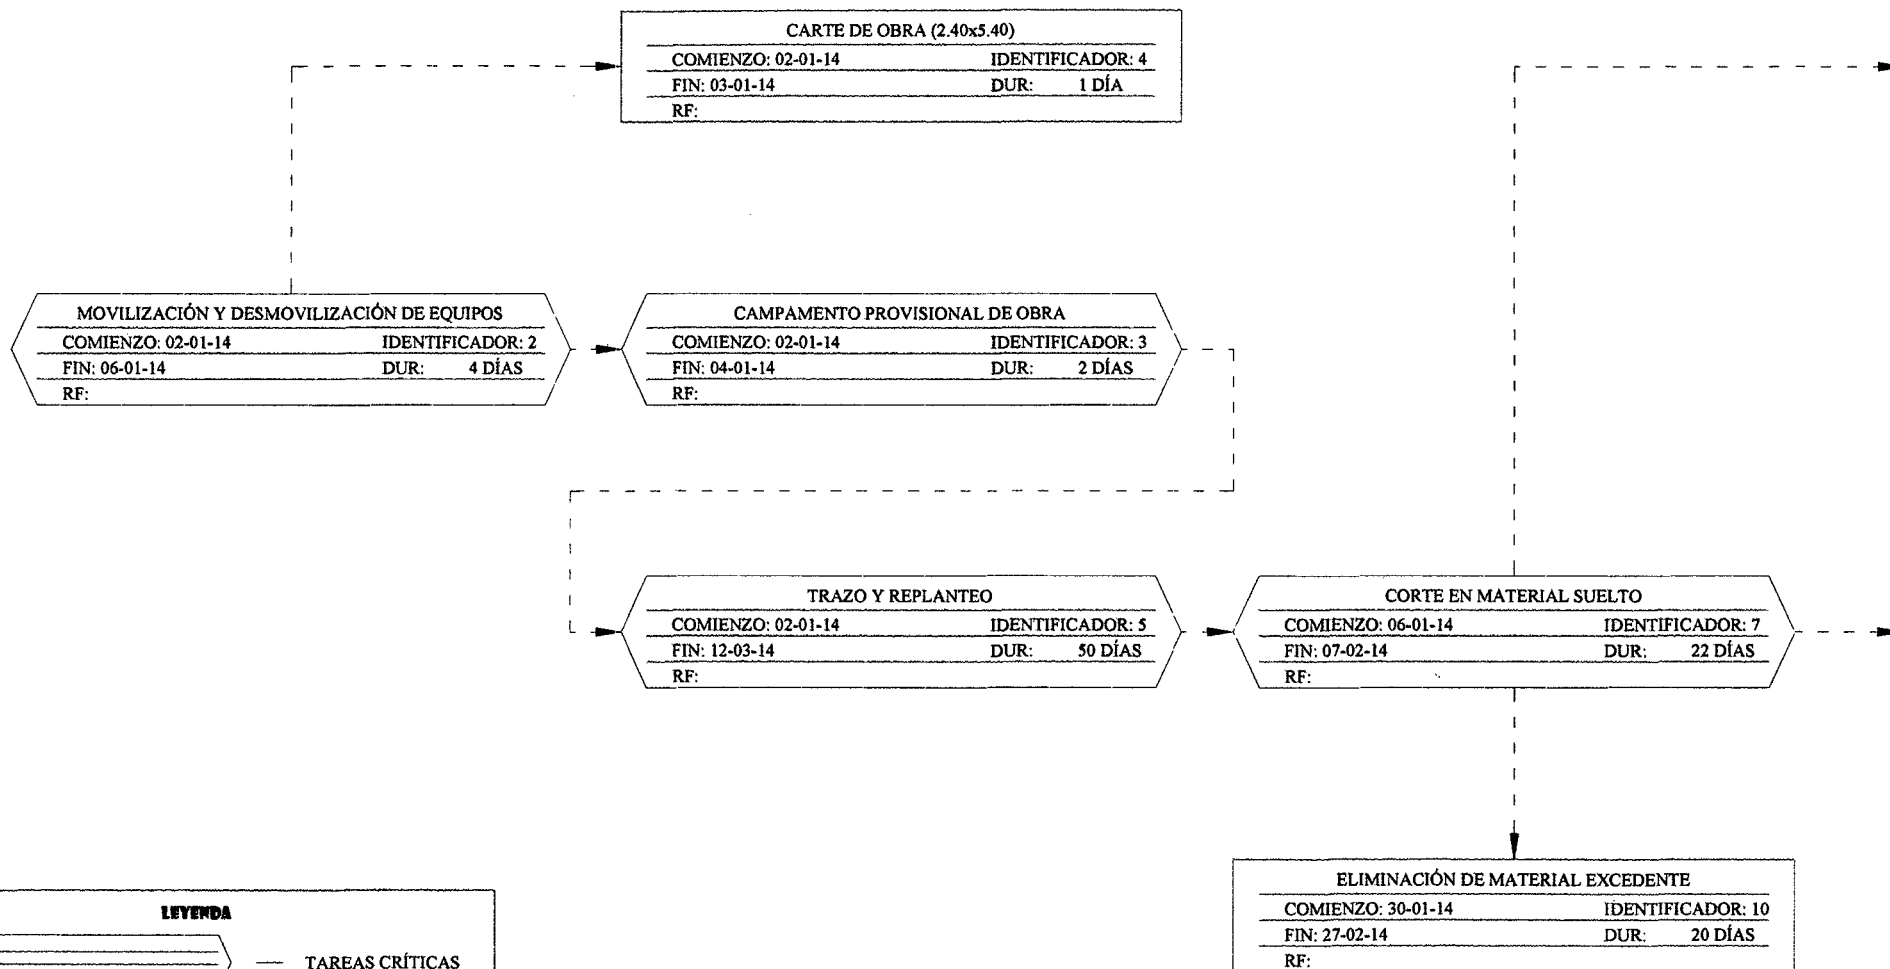 CARTE DE OBRA (2.40x5.40)
COMIENZO: 02-01-14 IDENTIFICADOR: 4
FIN: 03-01-14 DUR: 1 DÍA
RF:
MOVILIZACIÓN Y DESMOVILIZACIÓN DE EQUIPOS
COMIENZO: 02-01-14 IDENTIFICADOR: 2
FIN: 06-01-14 DUR: 4 DÍAS
RF:
CAMPAMENTO PROVISIONAL DE OBRA
COMIENZO: 02-01-14 IDENTIFICADOR: 3
FIN: 04-01-14 DUR: 2 DÍAS
RF:
TRAZO Y REPLANTEO
COMIENZO: 02-01-14 IDENTIFICADOR: 5
FIN: 12-03-14 DUR: 50 DÍAS
RF:
CORTE EN MATERIAL SUELTO
COMIENZO: 06-01-14 IDENTIFICADOR: 7
FIN: 07-02-14 DUR: 22 DÍAS
RF:
ELIMINACIÓN DE MATERIAL EXCEDENTE
COMIENZO: 30-01-14 IDENTIFICADOR: 10
FIN: 27-02-14 DUR: 20 DÍAS
RF:
LEYENDA
TAREAS CRÍTICAS